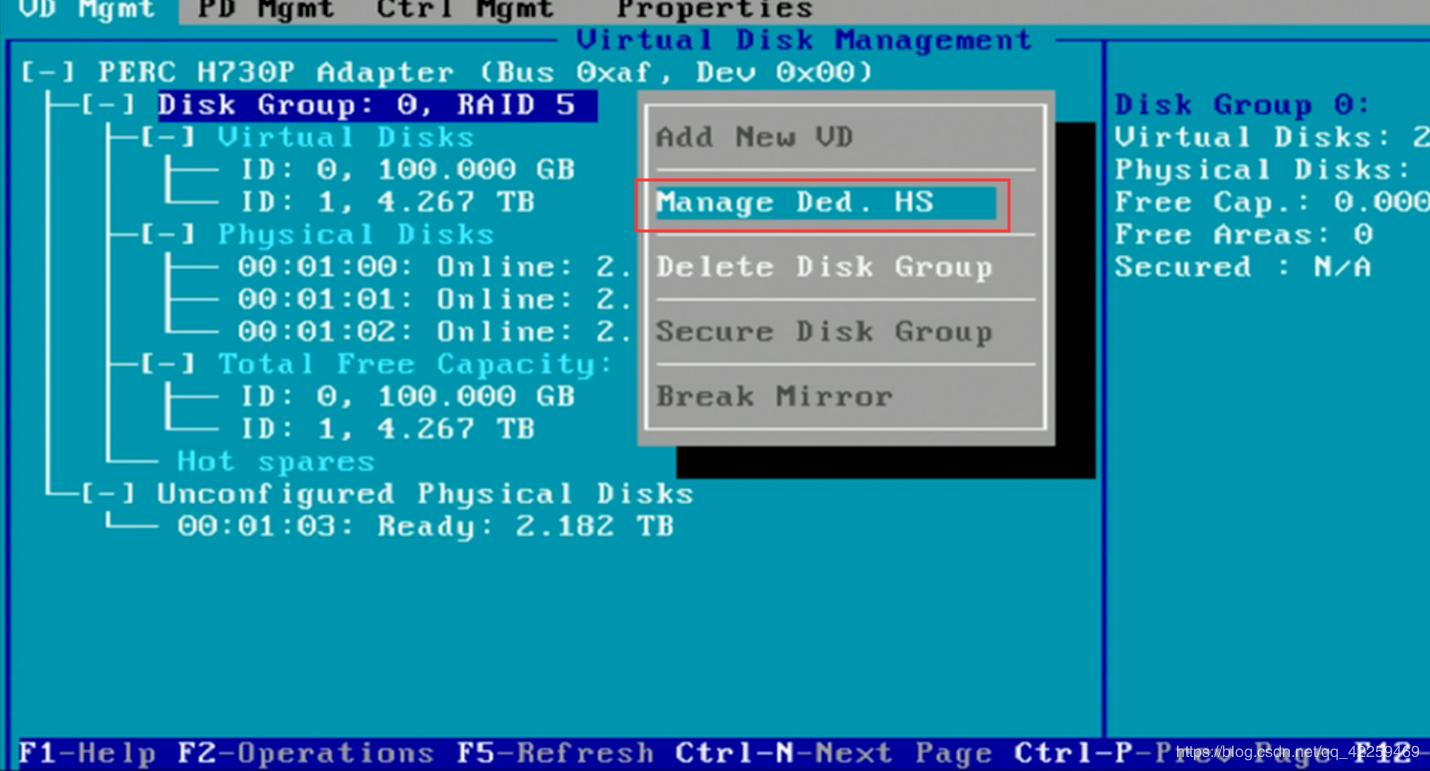 VD Mgmt PD Mgmt Ctrl Mgmt Properties
Virtual Disk Management
[-] PERC H730P Adapter (Bus 0xaf, Dev 0x00)
[-] Disk Group: 0, RAID 5
[-] Virtual Disks
ID: 0, 100.000 GB
ID: 1, 4.267 TB
[-] Physical Disks
00:01:00: Online: 2.
00:01:01: Online: 2.
00:01:02: Online: 2.
[-] Total Free Capacity:
ID: 0, 100.000 GB
ID: 1, 4.267 TB
Hot spares
[-] Unconfigured Physical Disks
00:01:03: Ready: 2.182 TB
Add New VD
Manage Ded. HS
Delete Disk Group
Secure Disk Group
Break Mirror
Disk Group 0:
Virtual Disks: 2
Physical Disks:
Free Cap.: 0.000
Free Areas: 0
Secured : N/A
F1-Help F2-Operations F5-Refresh Ctrl-N-Next Page Ctrl-P-Prev Page F12-